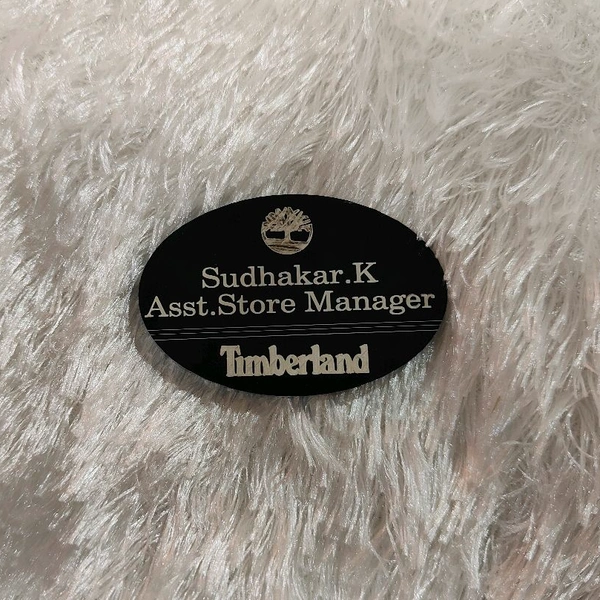 Sudhakar.K
Asst.Store Manager
Timberland